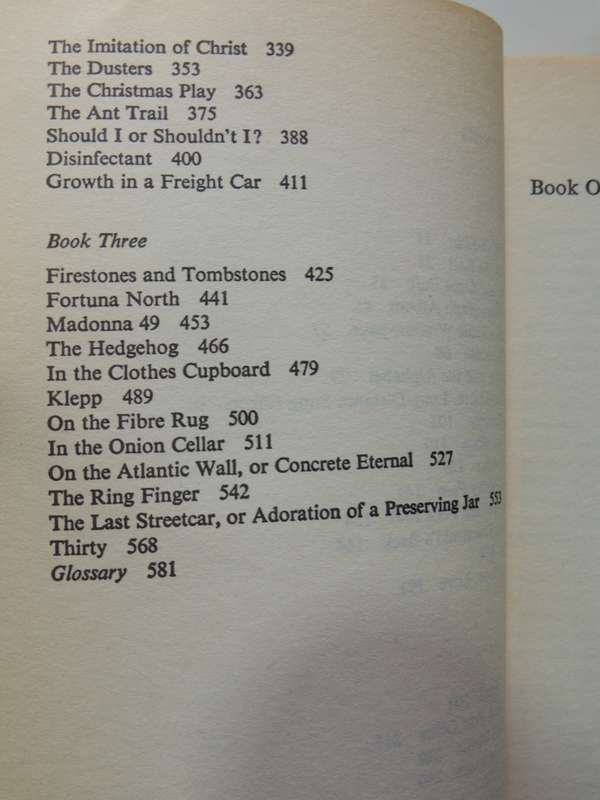 The Imitation of Christ 339
The Dusters 353
The Christmas Play 363
The Ant Trail 375
Should I or Shouldn't I? 388
Disinfectant 400
Growth in a Freight Car 411
Book Three
Firestones and Tombstones 425
Fortuna North 441
Madonna 49 453
The Hedgehog 466
In the Clothes Cupboard 479
Klepp 489
On the Fibre Rug 500
In the Onion Cellar 511
On the Atlantic Wall, or Concrete Eternal 527
The Ring Finger 542
The Last Streetcar, or Adoration of a Preserving Jar 553
Thirty 568
Glossary 581
Book O